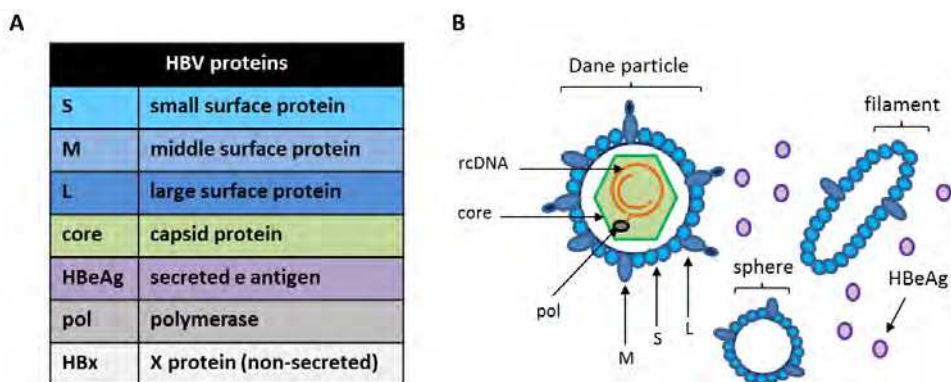 A
HBV proteins
S small surface protein
M middle surface protein
L large surface protein
core capsid protein
HBeAg secreted e antigen
pol polymerase
HBx X protein (non-secreted)
B
Dane particle
filament
rcDNA
core
pol
M
S
L
sphere
HBeAg